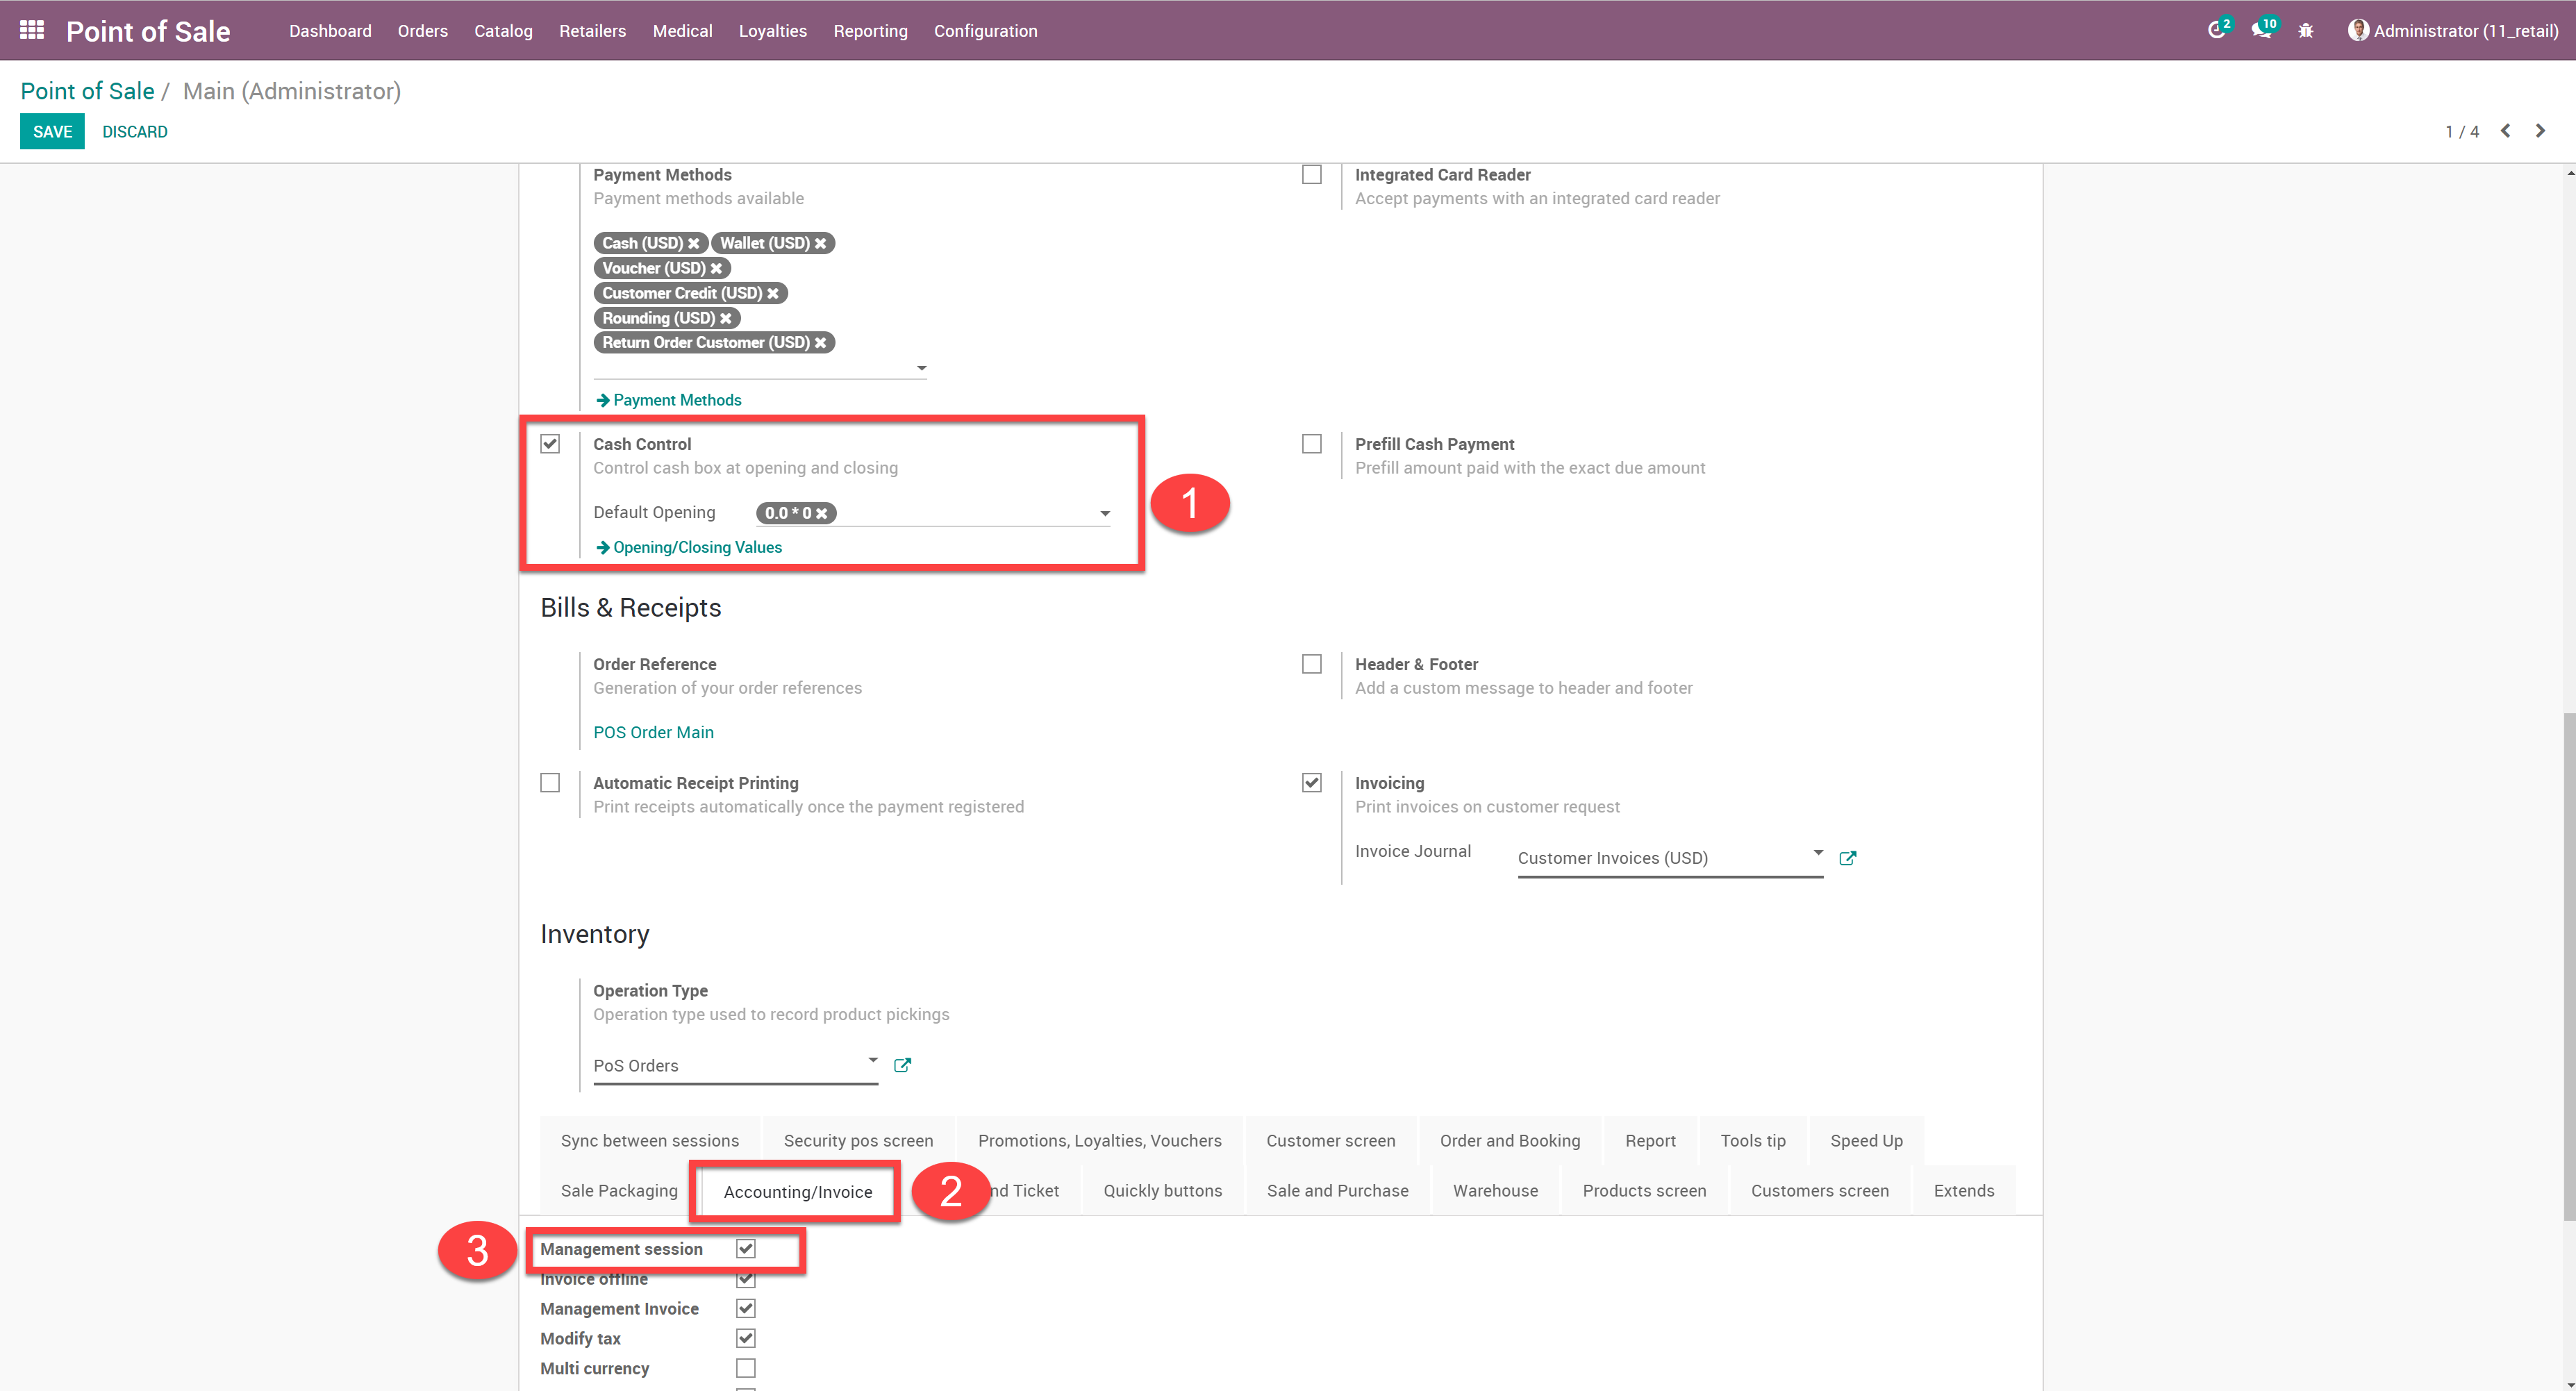 Point of Sale Dashboard Orders Catalog Retailers Medical Loyalties Reporting Configuration 2 10 Administrator (11_retail)
Point of Sale / Main (Administrator)
SAVE DISCARD 1 / 4
Payment Methods
Payment methods available
Integrated Card Reader
Accept payments with an integrated card reader
Cash (USD) Wallet (USD)
Voucher (USD)
Customer Credit (USD)
Rounding (USD)
Return Order Customer (USD)
Payment Methods
Cash Control
Control cash box at opening and closing
Default Opening 0.0 * 0
Opening/Closing Values
1
Prefill Cash Payment
Prefill amount paid with the exact due amount
Bills & Receipts
Order Reference
Generation of your order references
POS Order Main
Header & Footer
Add a custom message to header and footer
Automatic Receipt Printing
Print receipts automatically once the payment registered
Invoicing
Print invoices on customer request
Invoice Journal Customer Invoices (USD)
Inventory
Operation Type
Operation type used to record product pickings
PoS Orders
Sync between sessions Security pos screen Promotions, Loyalties, Vouchers Customer screen Order and Booking Report Tools tip Speed Up
Sale Packaging Accounting/Invoice 2 nd Ticket Quickly buttons Sale and Purchase Warehouse Products screen Customers screen Extends
3 Management session
Invoice offline
Management Invoice
Modify tax
Multi currency